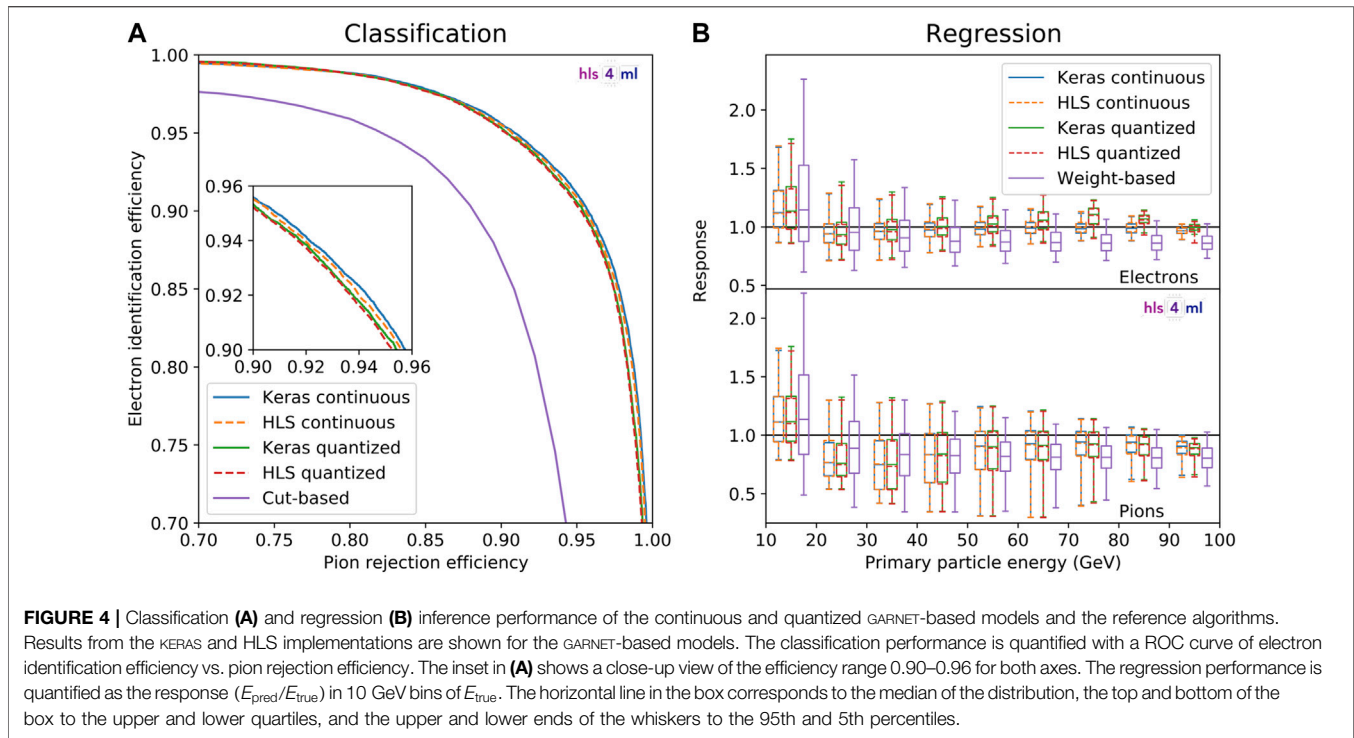 A
Classification
hls 4 ml
Electron identification efficiency
1.00
0.95
0.90
0.85
0.80
0.75
0.70
0.96
0.94
0.92
0.90
0.90 0.92 0.94 0.96
Keras continuous
HLS continuous
Keras quantized
HLS quantized
Cut-based
0.70 0.75 0.80 0.85 0.90 0.95 1.00
Pion rejection efficiency
B
Regression
Response
2.0
1.5
1.0
0.5
Keras continuous
HLS continuous
Keras quantized
HLS quantized
Weight-based
Electrons
hls 4 ml
2.0
1.5
1.0
0.5
Pions
10 20 30 40 50 60 70 80 90 100
Primary particle energy (GeV)
FIGURE 4 | Classification (A) and regression (B) inference performance of the continuous and quantized GARNET-based models and the reference algorithms.
Results from the KERAS and HLS implementations are shown for the GARNET-based models. The classification performance is quantified with a ROC curve of electron
identification efficiency vs. pion rejection efficiency. The inset in (A) shows a close-up view of the efficiency range 0.90–0.96 for both axes. The regression performance is
quantified as the response (E_pred/E_true) in 10 GeV bins of E_true. The horizontal line in the box corresponds to the median of the distribution, the top and bottom of the
box to the upper and lower quartiles, and the upper and lower ends of the whiskers to the 95th and 5th percentiles.